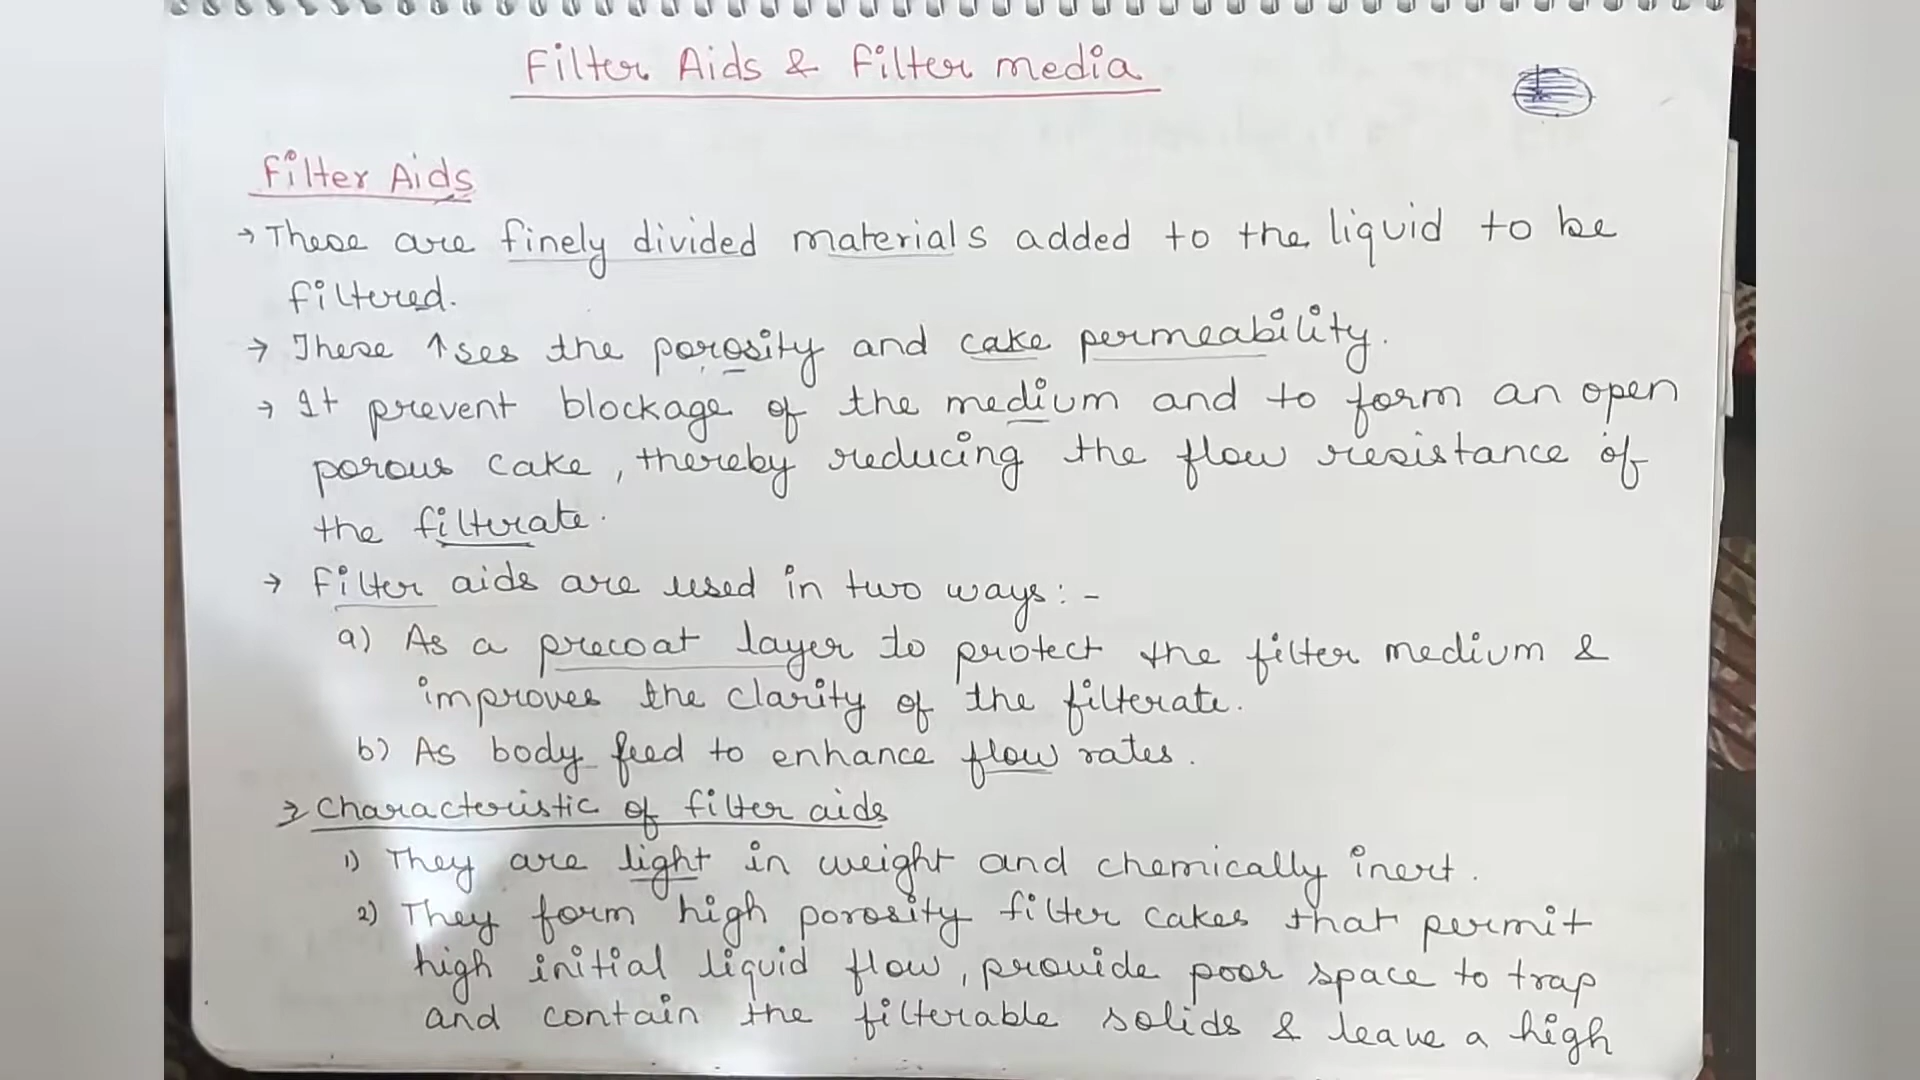 Filter Aids & Filter media
Filter Aids
→ These are finely divided materials added to the liquid to be
filtered.
→ These ↑ses the porosity and cake permeability.
→ It prevent blockage of the medium and to form an open
porous cake, thereby reducing the flow resistance of
the filterate.
→ Filter aids are used in two ways:-
a) As a precoat layer to protect the filter medium &
improves the clarity of the filterate.
b) As body feed to enhance flow rates.
→ Characteristic of filter aids
1) They are light in weight and chemically inert.
2) They form high porosity filter cakes that permit
high initial liquid flow, provide poor space to trap
and contain the filterable solids & leave a high